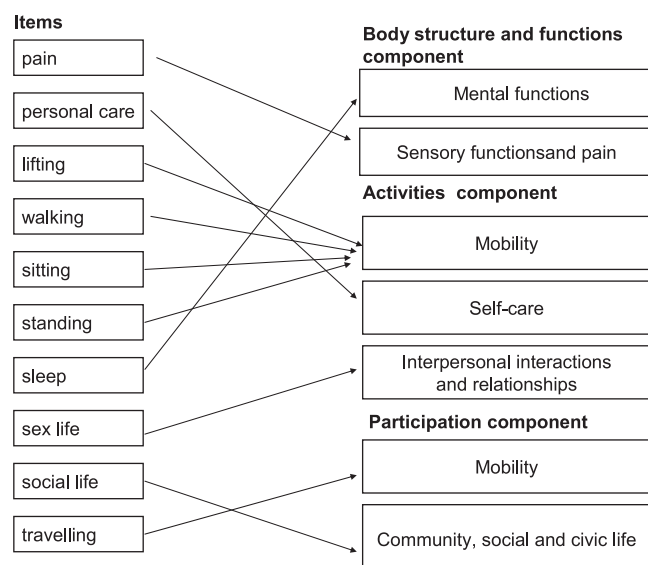 Items
pain
personal care
lifting
walking
sitting
standing
sleep
sex life
social life
travelling
Body structure and functions
component
Mental functions
Sensory functionsand pain
Activities component
Mobility
Self-care
Interpersonal interactions
and relationships
Participation component
Mobility
Community, social and civic life